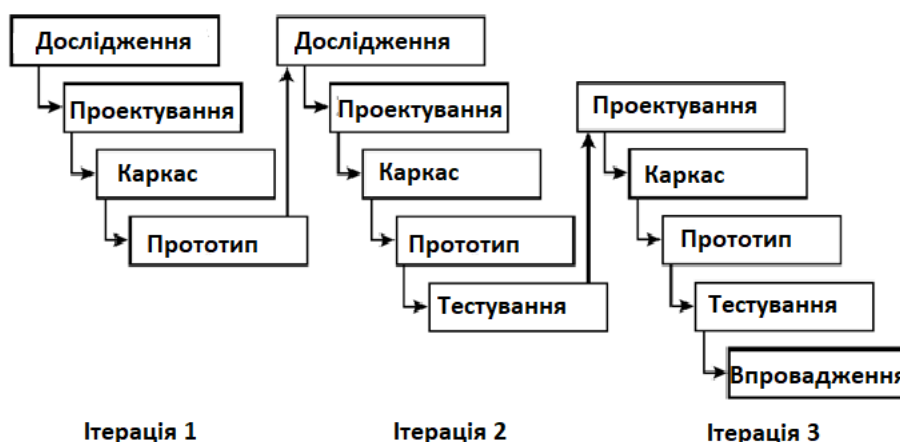 Дослідження
Проектування
Каркас
Прототип
Дослідження
Проектування
Каркас
Прототип
Тестування
Проектування
Каркас
Прототип
Тестування
Впровадження
Ітерація 1
Ітерація 2
Ітерація 3